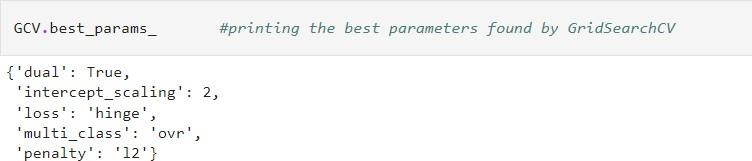 GCV.best_params_ #printing the best parameters found by GridSearchCV
{'dual': True,
'intercept_scaling': 2,
'loss': 'hinge',
'multi_class': 'ovr',
'penalty': 'l2'}